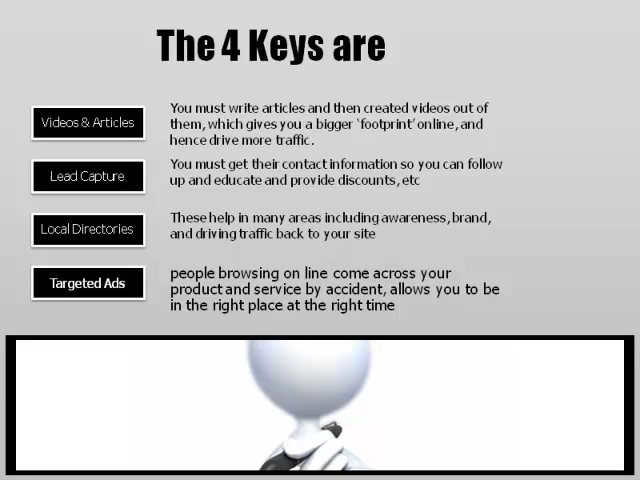 The 4 Keys are
Videos & Articles
You must write articles and then created videos out of
them, which gives you a bigger 'footprint' online, and
hence drive more traffic.
Lead Capture
You must get their contact information so you can follow
up and educate and provide discounts, etc
Local Directories
These help in many areas including awareness, brand,
and driving traffic back to your site
Targeted Ads
people browsing on line come across your
product and service by accident, allows you to be
in the right place at the right time